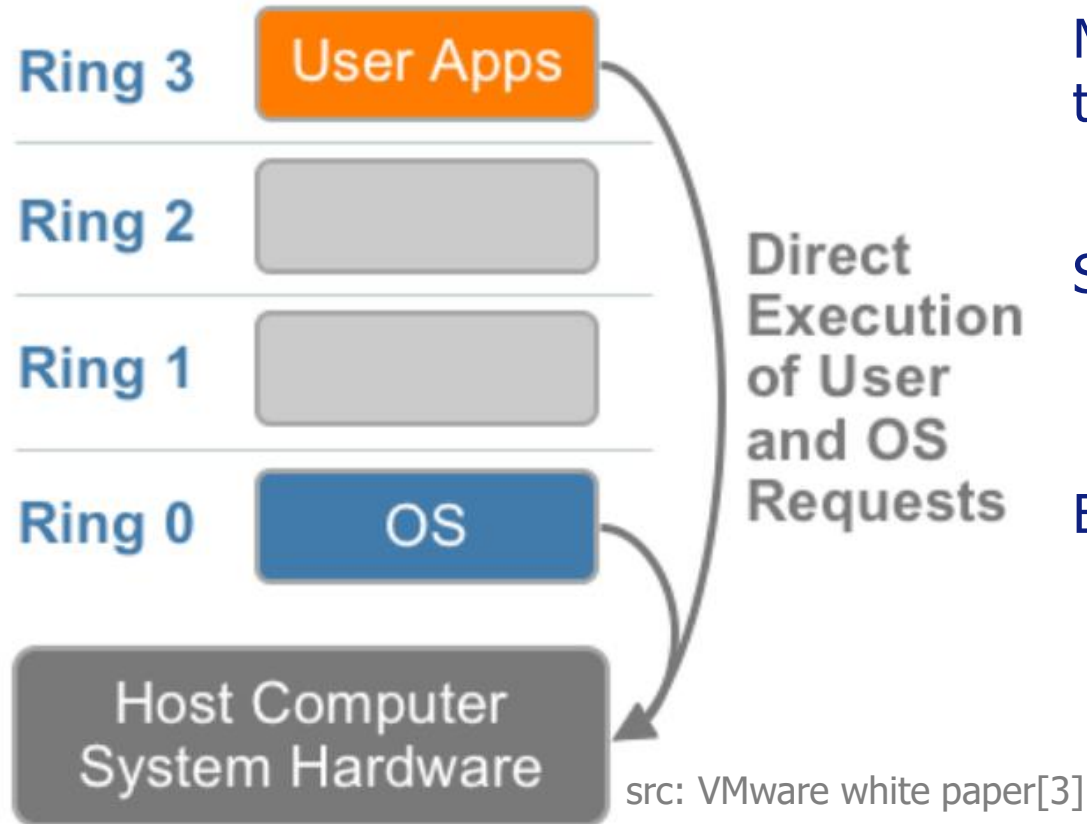 Ring 3
User Apps
Ring 2
Ring 1
Ring 0
OS
Direct
Execution
of User
and OS
Requests
Host Computer
System Hardware
src: VMware white paper[3]